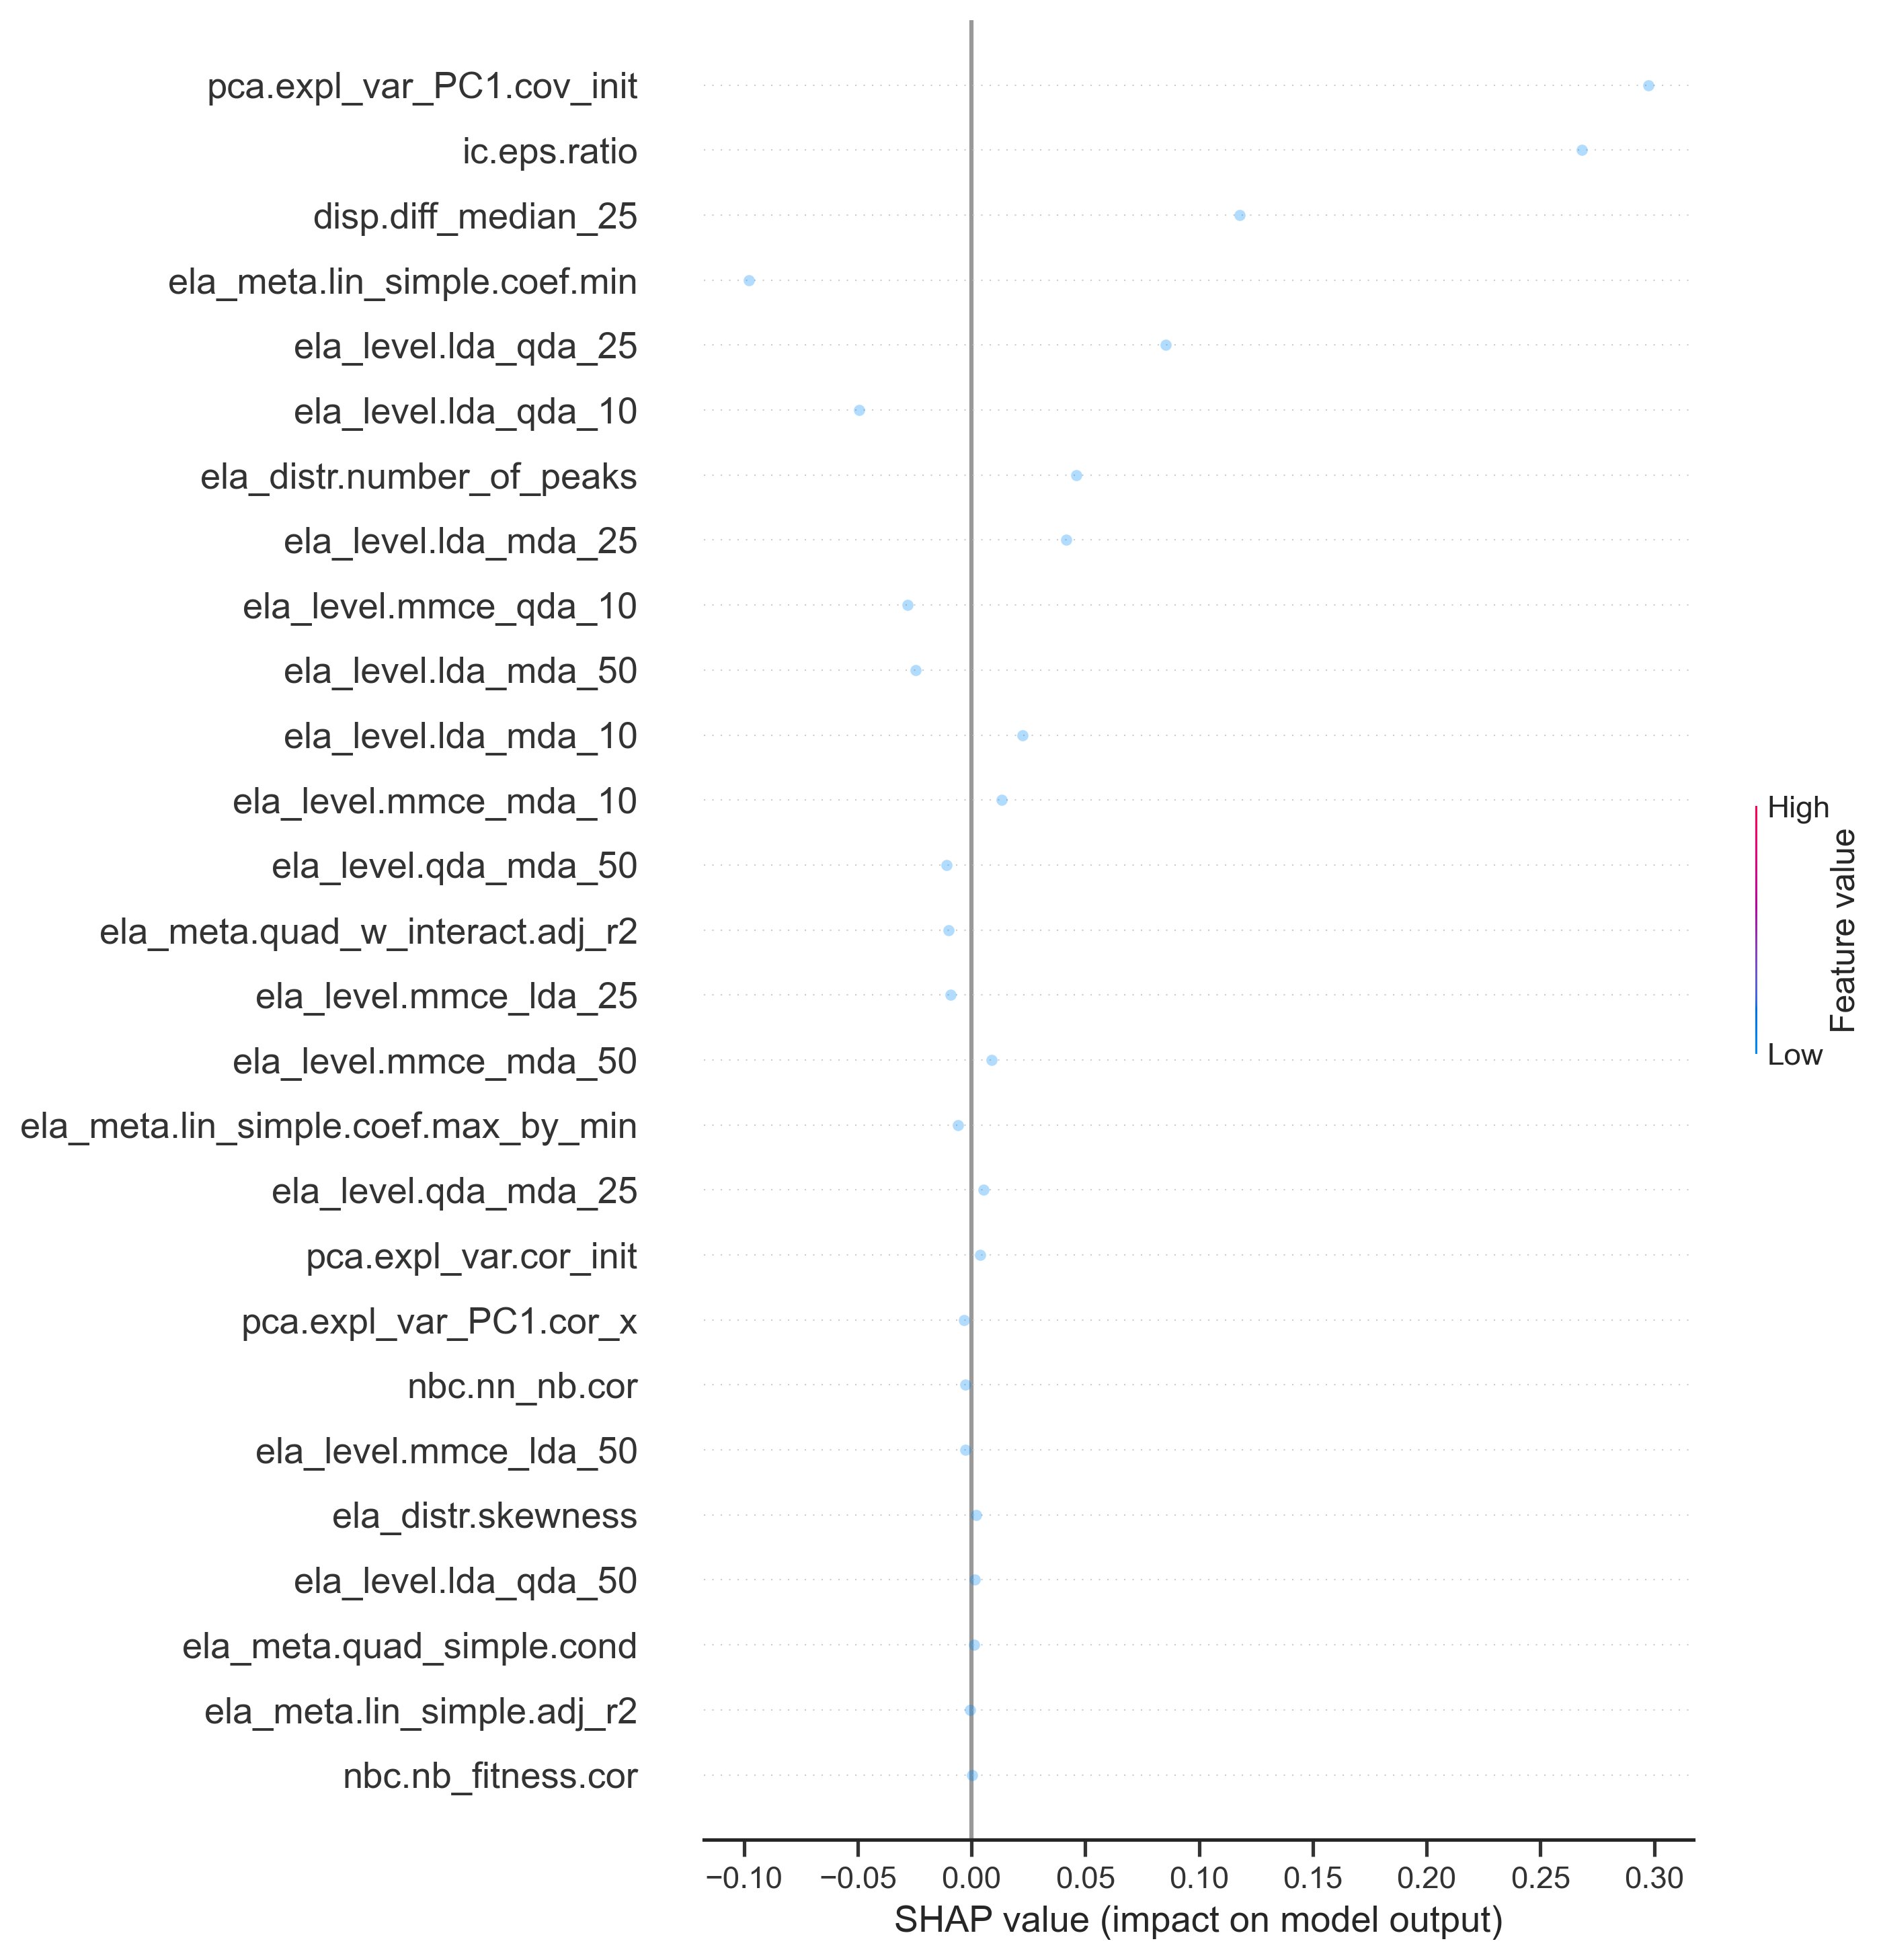 pca.expl_var_PC1.cov_init
ic.eps.ratio
disp.diff_median_25
ela_meta.lin_simple.coef.min
ela_level.lda_qda_25
ela_level.lda_qda_10
ela_distr.number_of_peaks
ela_level.lda_mda_25
ela_level.mmce_qda_10
ela_level.lda_mda_50
ela_level.lda_mda_10
ela_level.mmce_mda_10
ela_level.qda_mda_50
ela_meta.quad_w_interact.adj_r2
ela_level.mmce_lda_25
ela_level.mmce_mda_50
ela_meta.lin_simple.coef.max_by_min
ela_level.qda_mda_25
pca.expl_var.cor_init
pca.expl_var_PC1.cor_x
nbc.nn_nb.cor
ela_level.mmce_lda_50
ela_distr.skewness
ela_level.lda_qda_50
ela_meta.quad_simple.cond
ela_meta.lin_simple.adj_r2
nbc.nb_fitness.cor
−0.10 −0.05 0.00 0.05 0.10 0.15 0.20 0.25 0.30
SHAP value (impact on model output)
High
Feature value
Low